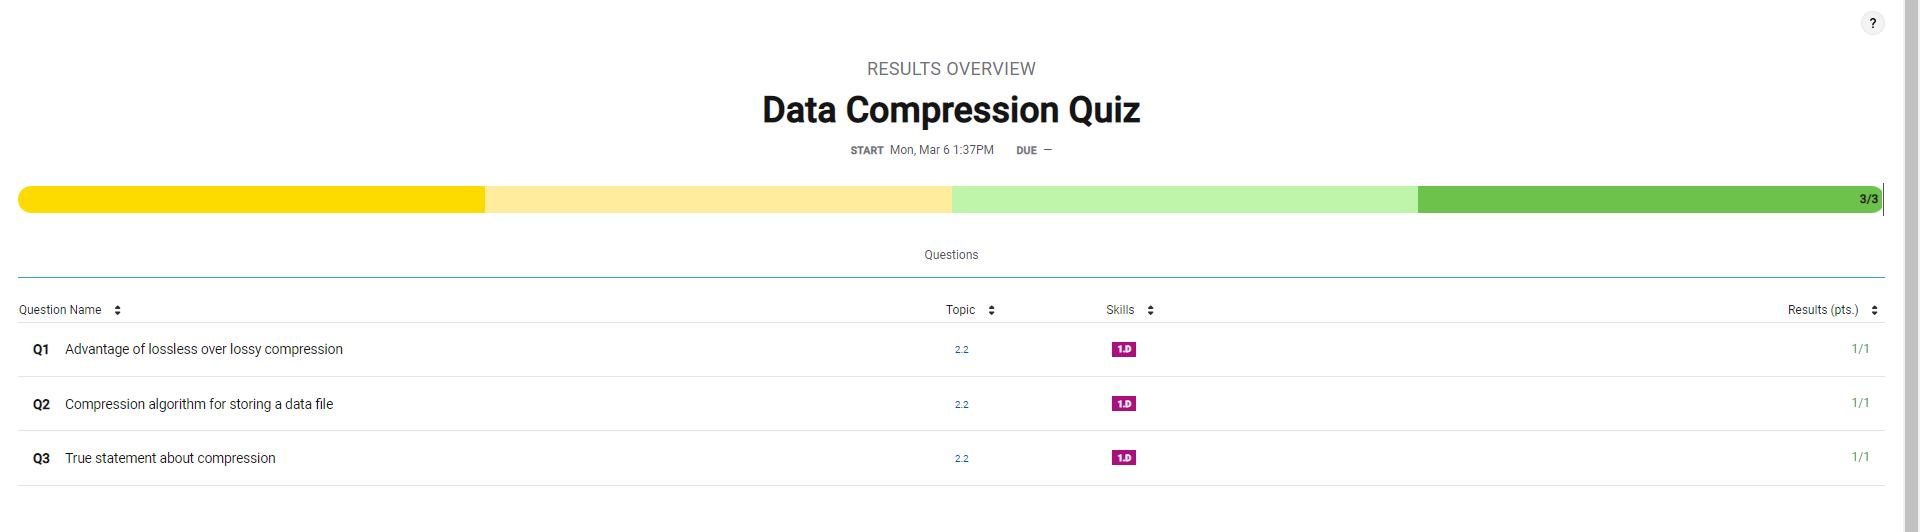 ?
RESULTS OVERVIEW
Data Compression Quiz
START Mon, Mar 6 1:37PM DUE —
3/3
Questions
Question Name Topic Skills Results (pts.)
Q1 Advantage of lossless over lossy compression 2.2 1.D 1/1
Q2 Compression algorithm for storing a data file 2.2 1.D 1/1
Q3 True statement about compression 2.2 1.D 1/1